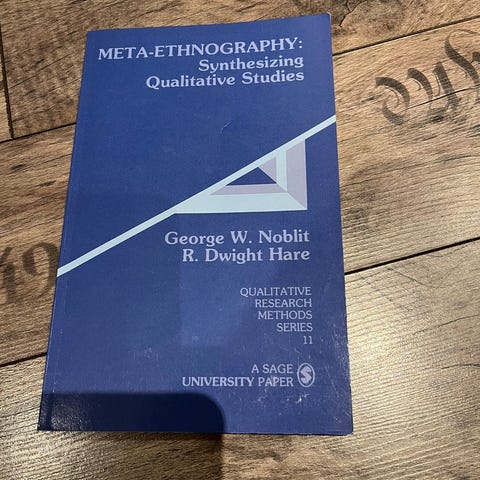 META-ETHNOGRAPHY:
Synthesizing
Qualitative Studies
George W. Noblit
R. Dwight Hare
QUALITATIVE
RESEARCH
METHODS
SERIES
11
A SAGE
UNIVERSITY PAPER
S